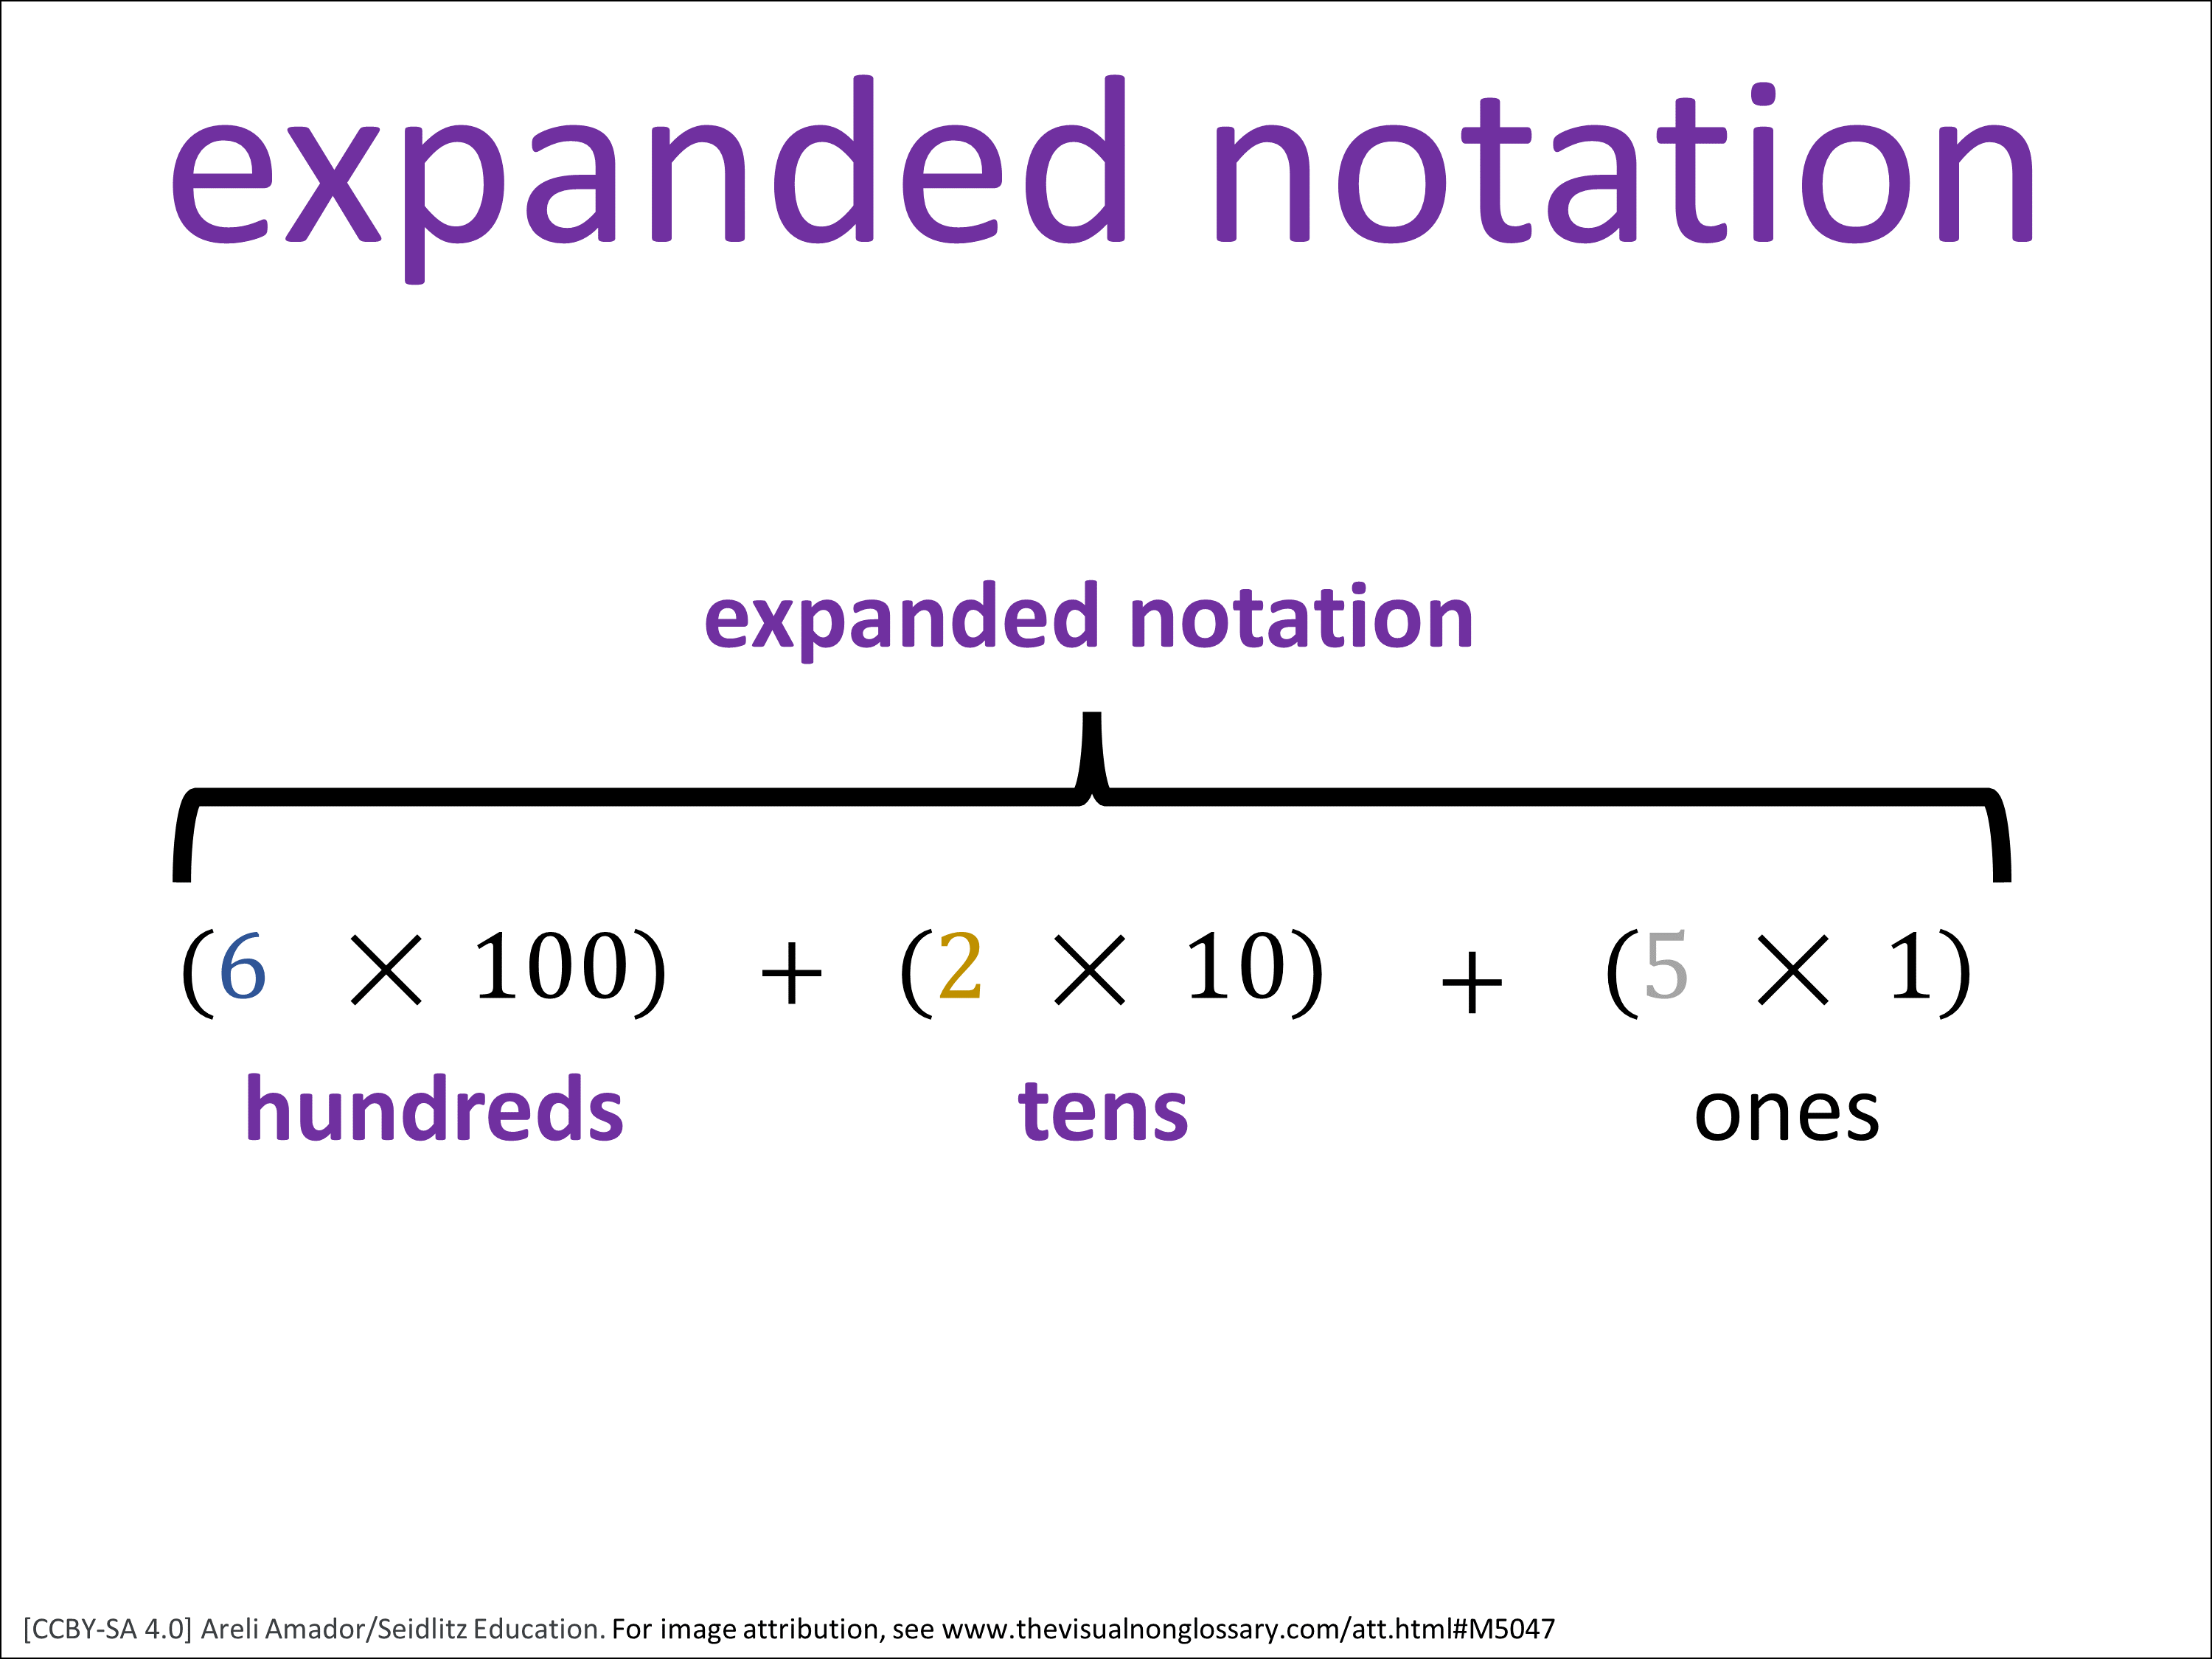 expanded notation
expanded notation
(6 × 100) + (2 × 10) + (5 × 1)
hundreds tens ones
[CCBY-SA 4.0] Areli Amador/Seidlitz Education. For image attribution, see www.thevisualnonglossary.com/att.html#M5047